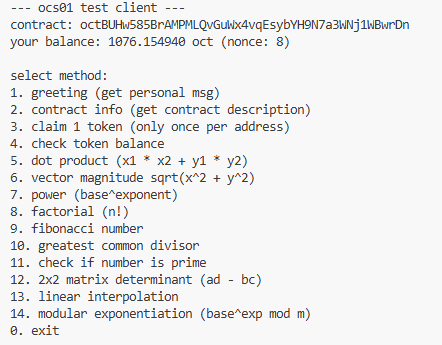 --- ocs01 test client ---
contract: octBUHw585BrAMPMLQvGuWx4vqEsybYH9N7a3WNj1WBwrDn
your balance: 1076.154940 oct (nonce: 8)
select method:
1. greeting (get personal msg)
2. contract info (get contract description)
3. claim 1 token (only once per address)
4. check token balance
5. dot product (x1 * x2 + y1 * y2)
6. vector magnitude sqrt(x^2 + y^2)
7. power (base^exponent)
8. factorial (n!)
9. fibonacci number
10. greatest common divisor
11. check if number is prime
12. 2x2 matrix determinant (ad - bc)
13. linear interpolation
14. modular exponentiation (base^exp mod m)
0. exit